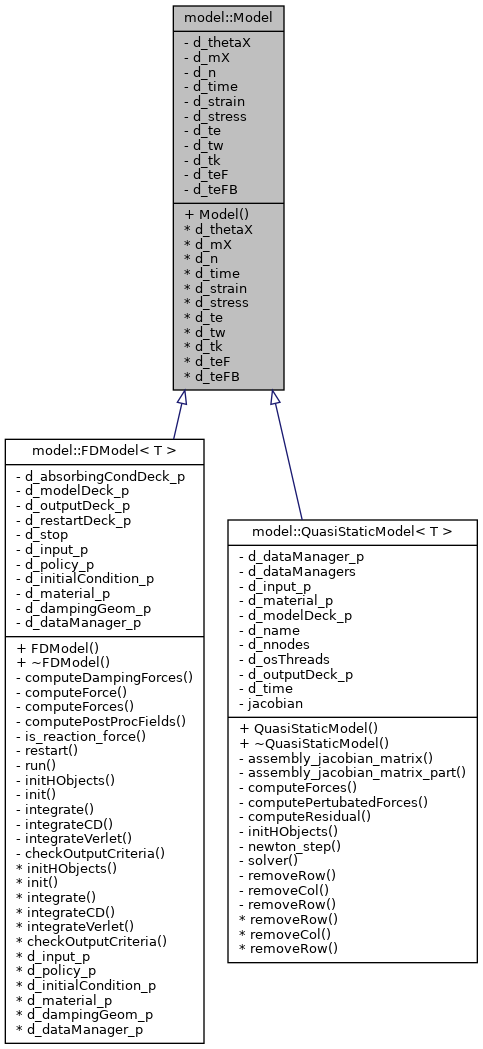 model::Model
- d_thetaX
- d_mX
- d_n
- d_time
- d_strain
- d_stress
- d_te
- d_tw
- d_tk
- d_teF
- d_teFB
+ Model()
* d_thetaX
* d_mX
* d_n
* d_time
* d_strain
* d_stress
* d_te
* d_tw
* d_tk
* d_teF
* d_teFB
model::FDModel< T >
- d_absorbingCondDeck_p
- d_modelDeck_p
- d_outputDeck_p
- d_restartDeck_p
- d_stop
- d_input_p
- d_policy_p
- d_initialCondition_p
- d_material_p
- d_dampingGeom_p
- d_dataManager_p
+ FDModel()
+ ~FDModel()
- computeDampingForces()
- computeForce()
- computeForces()
- computePostProcFields()
- is_reaction_force()
- restart()
- run()
- initHObjects()
- init()
- integrate()
- integrateCD()
- integrateVerlet()
- checkOutputCriteria()
* initHObjects()
* init()
* integrate()
* integrateCD()
* integrateVerlet()
* checkOutputCriteria()
* d_input_p
* d_policy_p
* d_initialCondition_p
* d_material_p
* d_dampingGeom_p
* d_dataManager_p
model::QuasiStaticModel< T >
- d_dataManager_p
- d_dataManagers
- d_input_p
- d_material_p
- d_modelDeck_p
- d_name
- d_nnodes
- d_osThreads
- d_outputDeck_p
- d_time
- jacobian
+ QuasiStaticModel()
+ ~QuasiStaticModel()
- assembly_jacobian_matrix()
- assembly_jacobian_matrix_part()
- computeForces()
- computePertubatedForces()
- computeResidual()
- initHObjects()
- newton_step()
- solver()
- removeRow()
- removeCol()
- removeRow()
* removeRow()
* removeCol()
* removeRow()